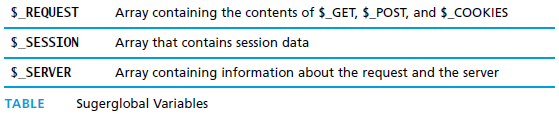 $_REQUEST Array containing the contents of $_GET, $_POST, and $_COOKIES
$_SESSION Array that contains session data
$_SERVER Array containing information about the request and the server
TABLE Sugerglobal Variables